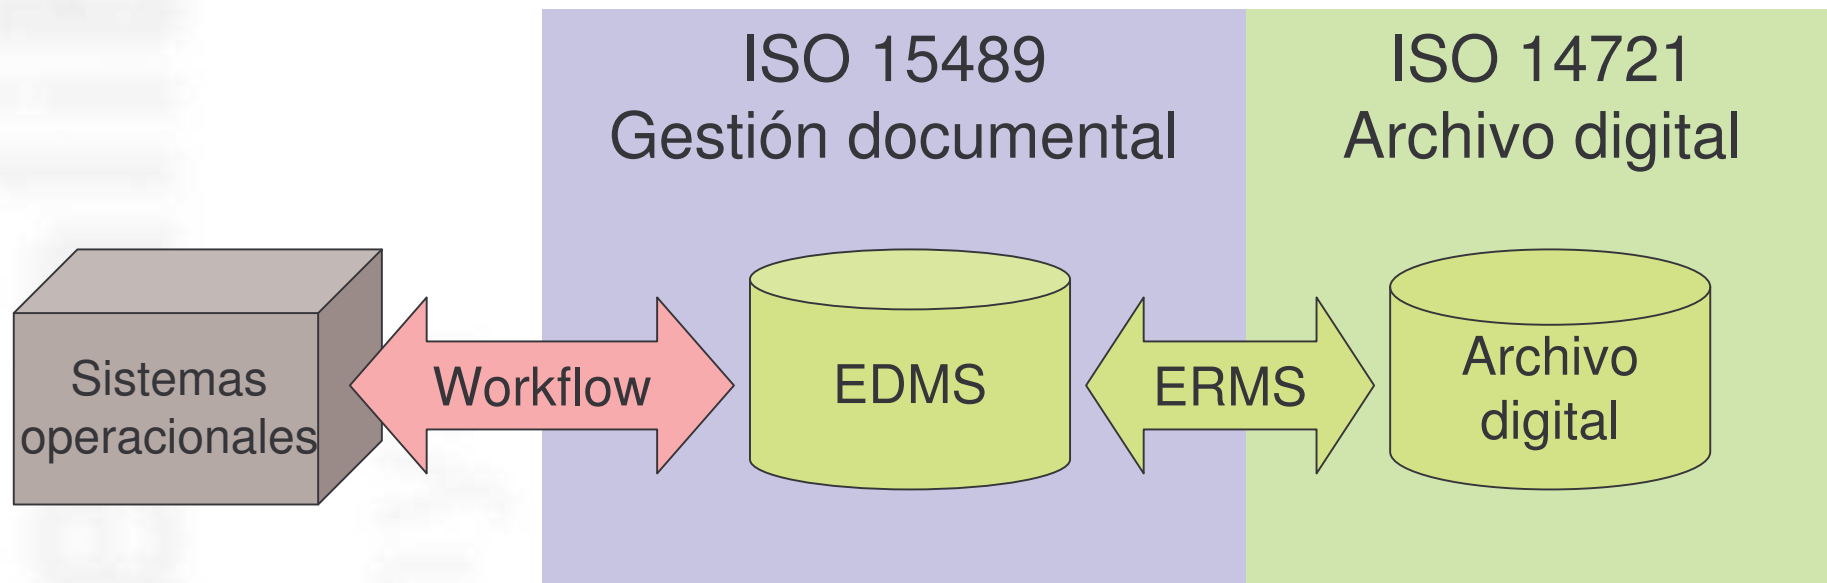 ISO 15489
Gestión documental
ISO 14721
Archivo digital
Sistemas
operacionales
Workflow
EDMS
ERMS
Archivo
digital